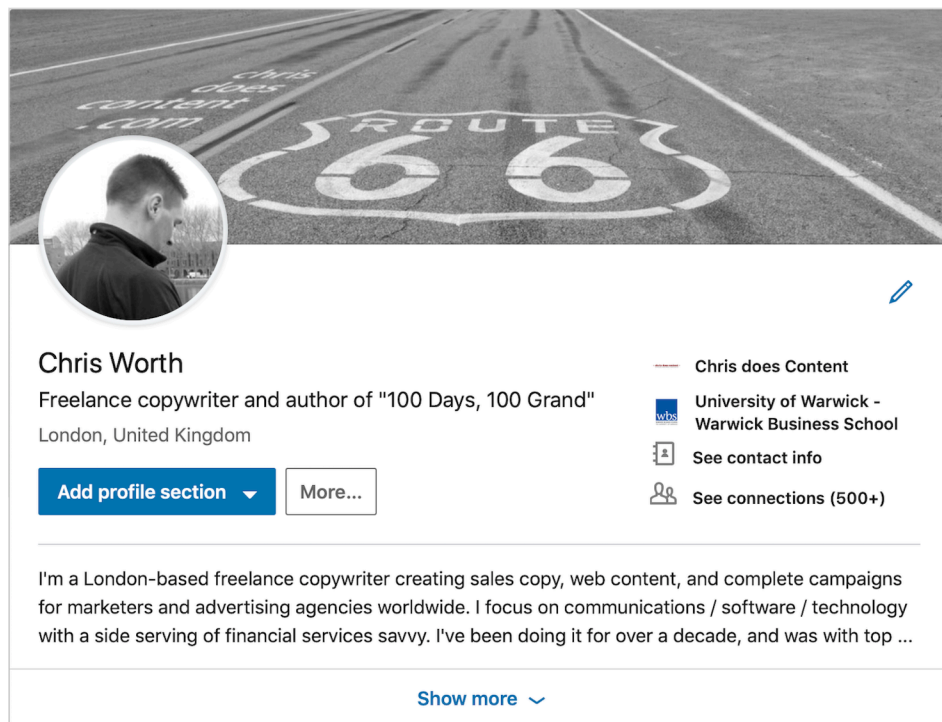 chris
does
content
.com
ROUTE
66
Chris Worth
Freelance copywriter and author of "100 Days, 100 Grand"
London, United Kingdom
Add profile section
More...
Chris does Content
wbs
University of Warwick -
Warwick Business School
See contact info
See connections (500+)
I'm a London-based freelance copywriter creating sales copy, web content, and complete campaigns
for marketers and advertising agencies worldwide. I focus on communications / software / technology
with a side serving of financial services savvy. I've been doing it for over a decade, and was with top ...
Show more